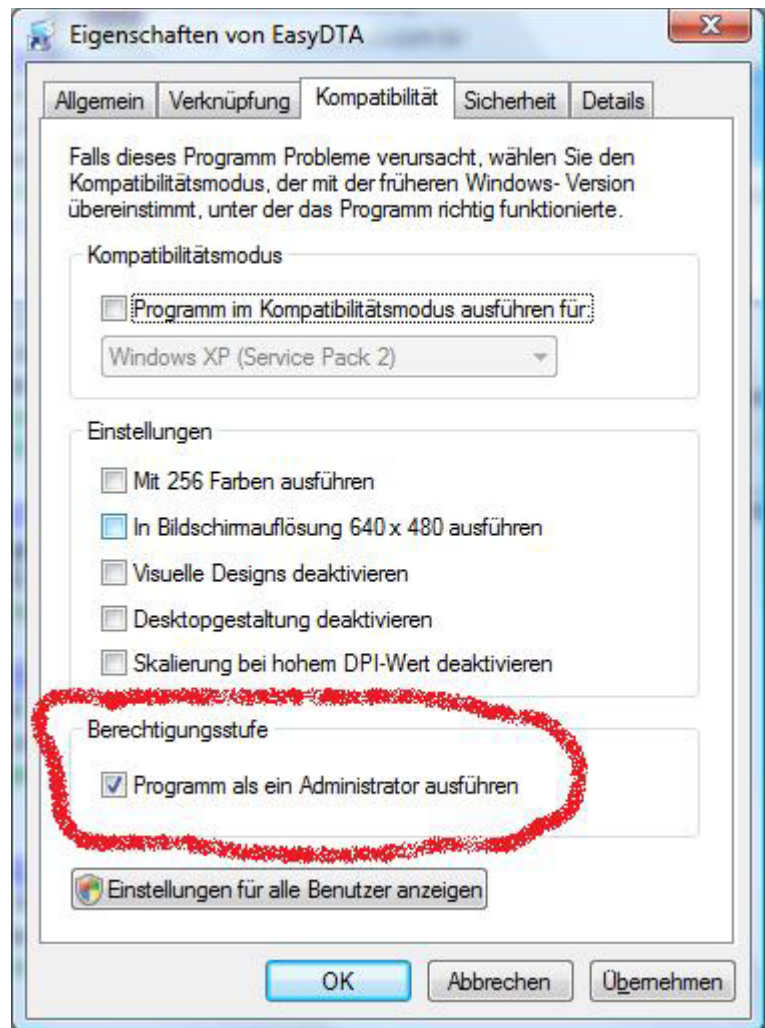 Eigenschaften von EasyDTA
Allgemein Verknüpfung Kompatibilität Sicherheit Details
Falls dieses Programm Probleme verursacht, wählen Sie den
Kompatibilitätsmodus, der mit der früheren Windows- Version
übereinstimmt, unter der das Programm richtig funktionierte.
Kompatibilitätsmodus
Programm im Kompatibilitätsmodus ausführen für:
Windows XP (Service Pack 2)
Einstellungen
Mit 256 Farben ausführen
In Bildschirmauflösung 640 x 480 ausführen
Visuelle Designs deaktivieren
Desktopgestaltung deaktivieren
Skalierung bei hohem DPI-Wert deaktivieren
Berechtigungsstufe
Programm als ein Administrator ausführen
Einstellungen für alle Benutzer anzeigen
OK Abbrechen Übernehmen